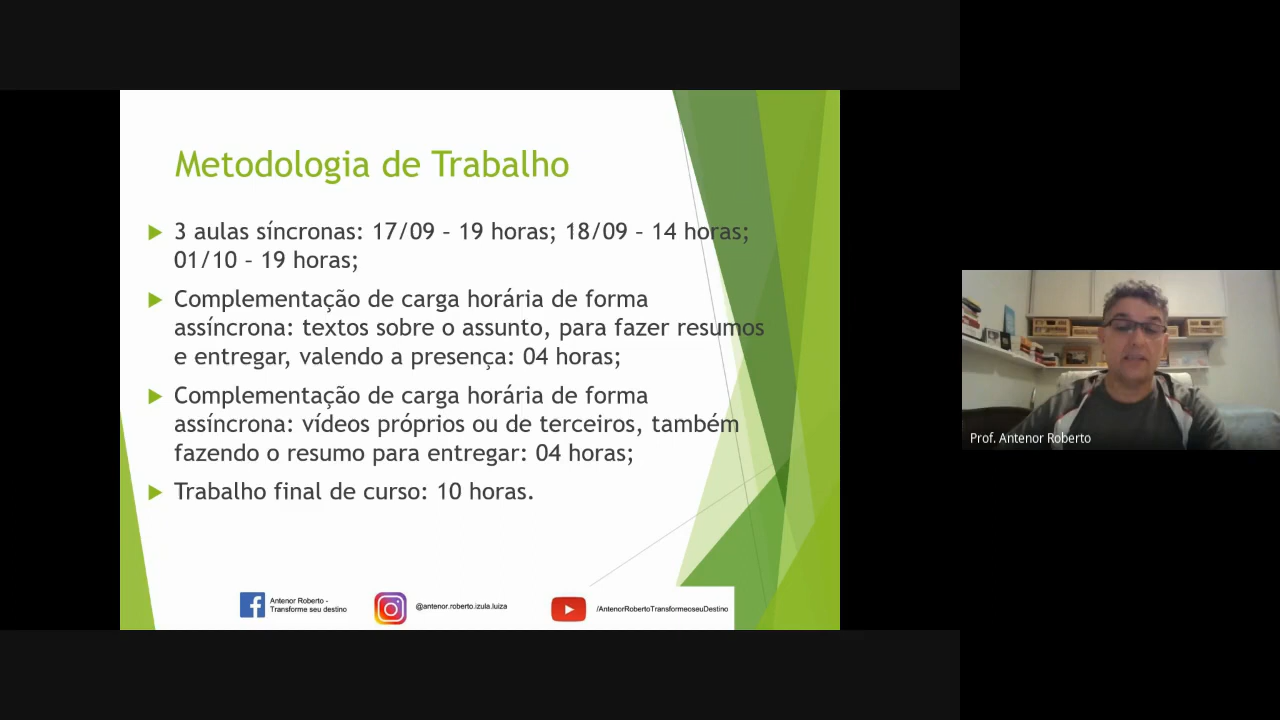 Metodologia de Trabalho
3 aulas síncronas: 17/09 – 19 horas; 18/09 – 14 horas;
01/10 – 19 horas;
Complementação de carga horária de forma
assíncrona: textos sobre o assunto, para fazer resumos
e entregar, valendo a presença: 04 horas;
Complementação de carga horária de forma
assíncrona: vídeos próprios ou de terceiros, também
fazendo o resumo para entregar: 04 horas;
Trabalho final de curso: 10 horas.
Antenor Roberto -
Transforme seu destino
@antenor.roberto.izula.luiza
/AntenorRobertoTransformeoseuDestino
Prof. Antenor Roberto